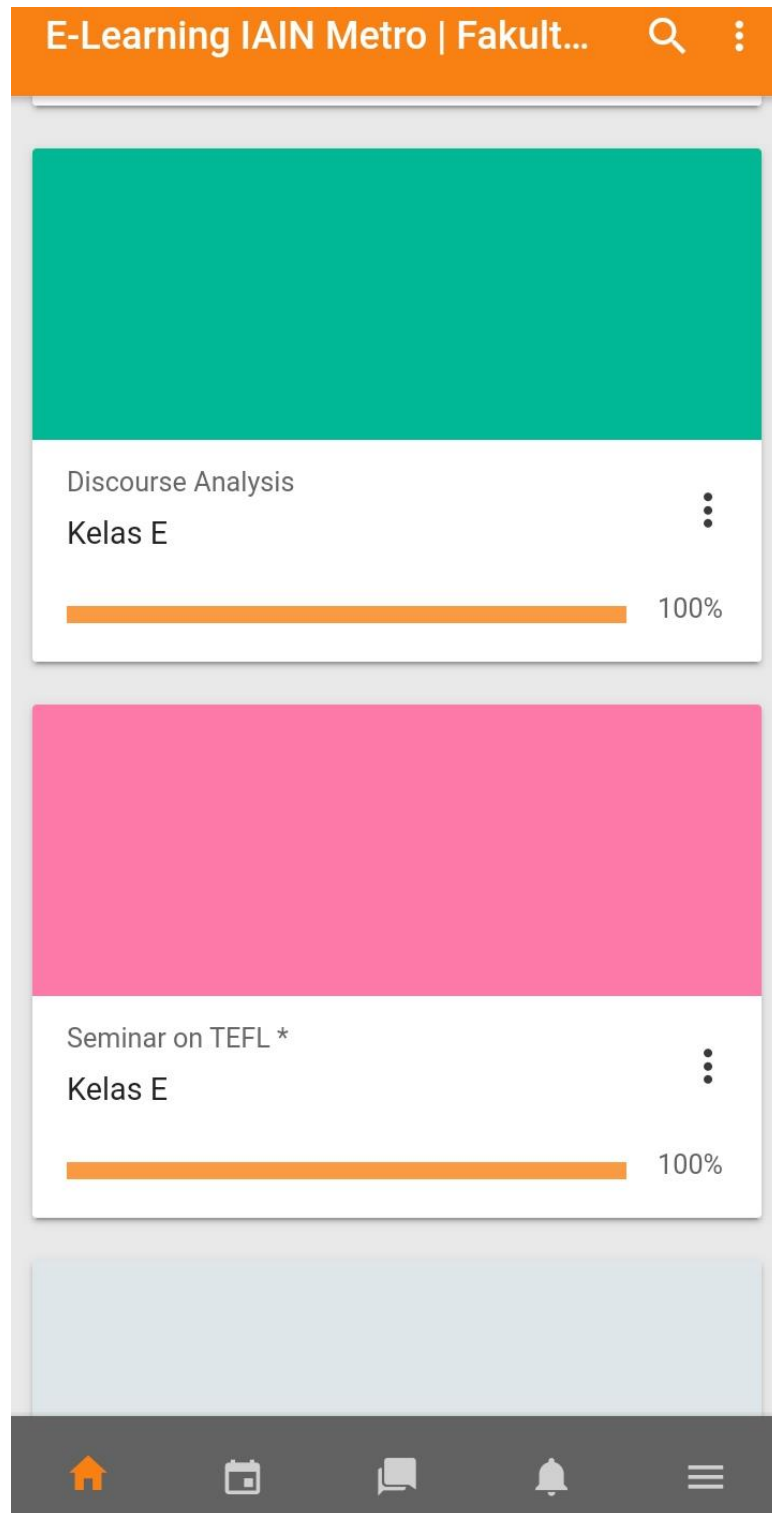 E-Learning IAIN Metro | Fakult...
Discourse Analysis
Kelas E
100%
Seminar on TEFL *
Kelas E
100%